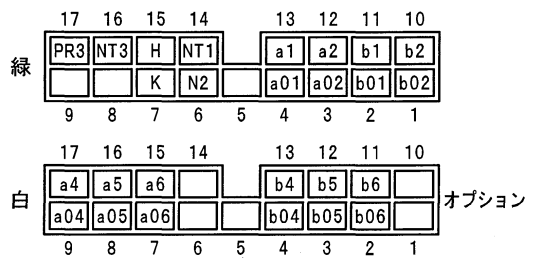 17 16 15 14 13 12 11 10
PR3 NT3 H NT1 a1 a2 b1 b2
緑
K N2 a01 a02 b01 b02
9 8 7 6 5 4 3 2 1
17 16 15 14 13 12 11 10
a4 a5 a6 b4 b5 b6
白 オプション
a04 a05 a06 b04 b05 b06
9 8 7 6 5 4 3 2 1